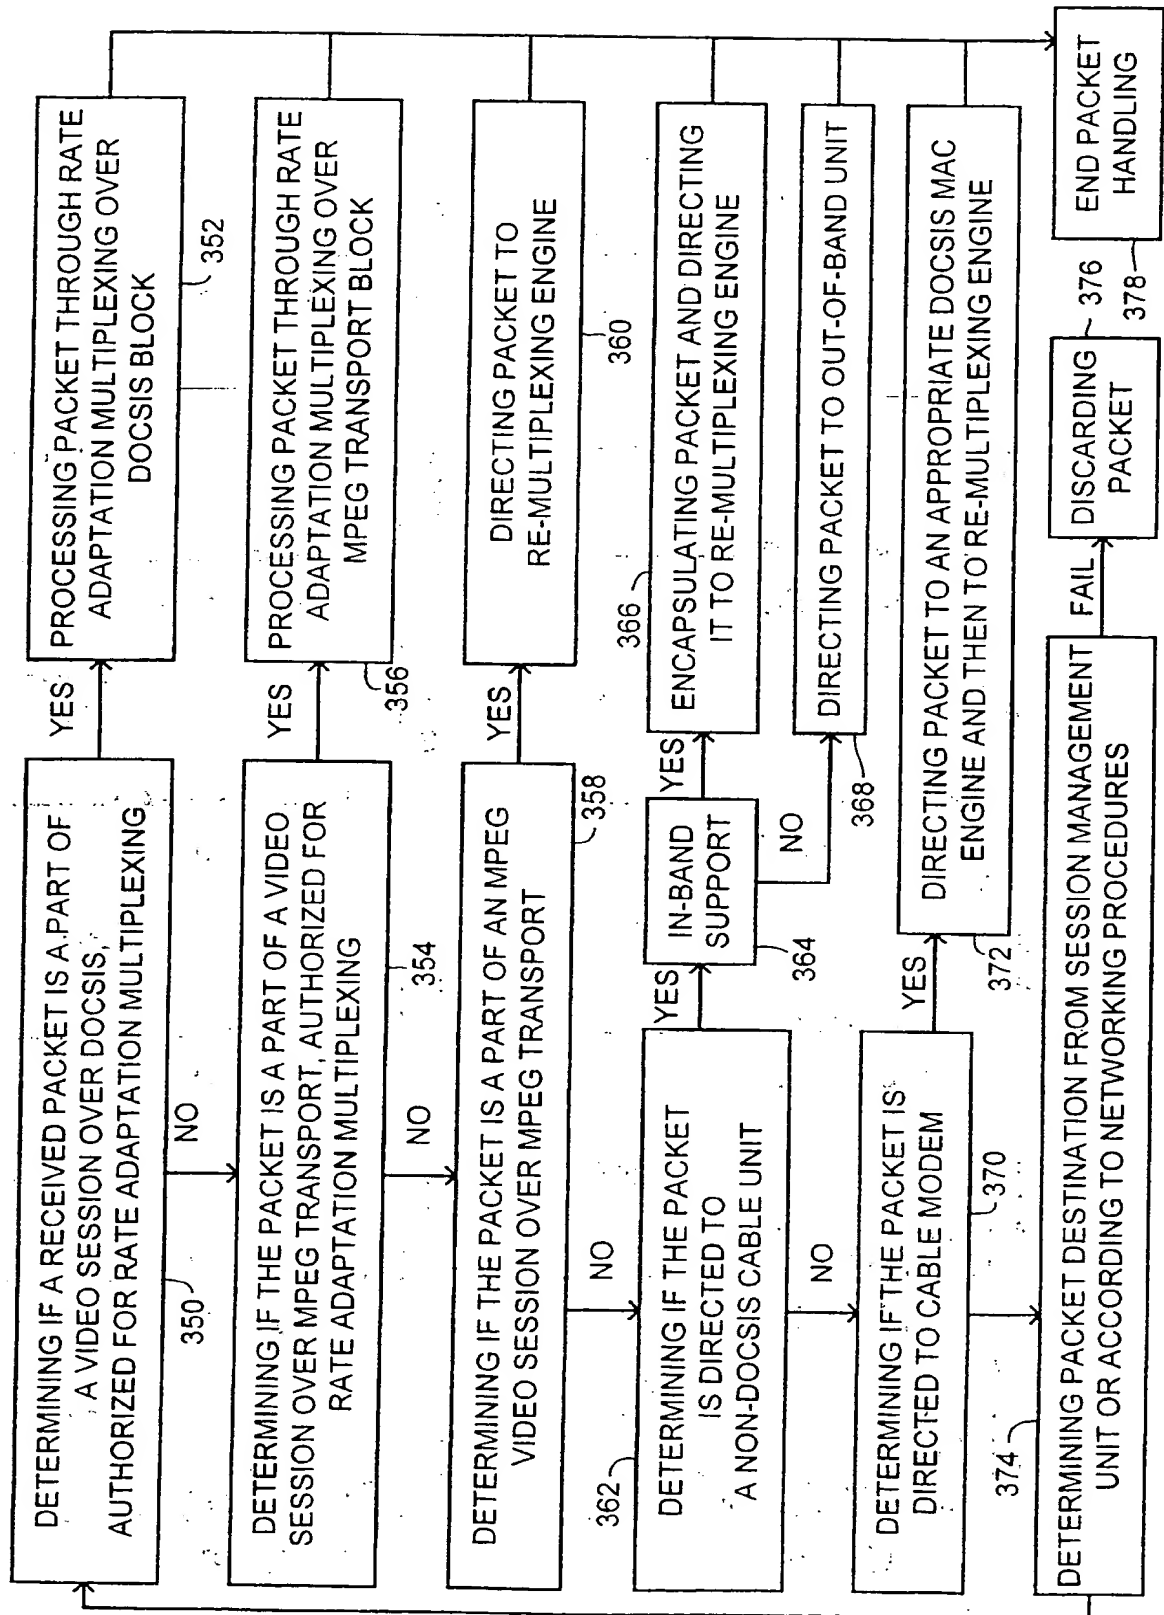 DETERMINING IF A RECEIVED PACKET IS A PART OF
A VIDEO SESSION OVER DOCSIS,
AUTHORIZED FOR RATE ADAPTATION MULTIPLEXING
350
YES
PROCESSING PACKET THROUGH RATE
ADAPTATION MULTIPLEXING OVER
DOCSIS BLOCK
352
NO
DETERMINING IF THE PACKET IS A PART OF A VIDEO
SESSION OVER MPEG TRANSPORT, AUTHORIZED FOR
RATE ADAPTATION MULTIPLEXING
354
YES
PROCESSING PACKET THROUGH RATE
ADAPTATION MULTIPLEXING OVER
MPEG TRANSPORT BLOCK
356
NO
DETERMINING IF THE PACKET IS A PART OF AN MPEG
VIDEO SESSION OVER MPEG TRANSPORT
358
YES
DIRECTING PACKET TO
RE-MULTIPLEXING ENGINE
360
NO
362
DETERMINING IF THE PACKET
IS DIRECTED TO
A NON-DOCSIS CABLE UNIT
YES
IN-BAND
SUPPORT
364
YES
366
ENCAPSULATING PACKET AND DIRECTING
IT TO RE-MULTIPLEXING ENGINE
NO
DIRECTING PACKET TO OUT-OF-BAND UNIT
368
NO
DETERMINING IF THE PACKET IS
DIRECTED TO CABLE MODEM
370
YES
DIRECTING PACKET TO AN APPROPRIATE DOCSIS MAC
ENGINE AND THEN TO RE-MULTIPLEXING ENGINE
372
374
DETERMINING PACKET DESTINATION FROM SESSION MANAGEMENT
UNIT OR ACCORDING TO NETWORKING PROCEDURES
FAIL
DISCARDING
PACKET
376
378
END PACKET
HANDLING